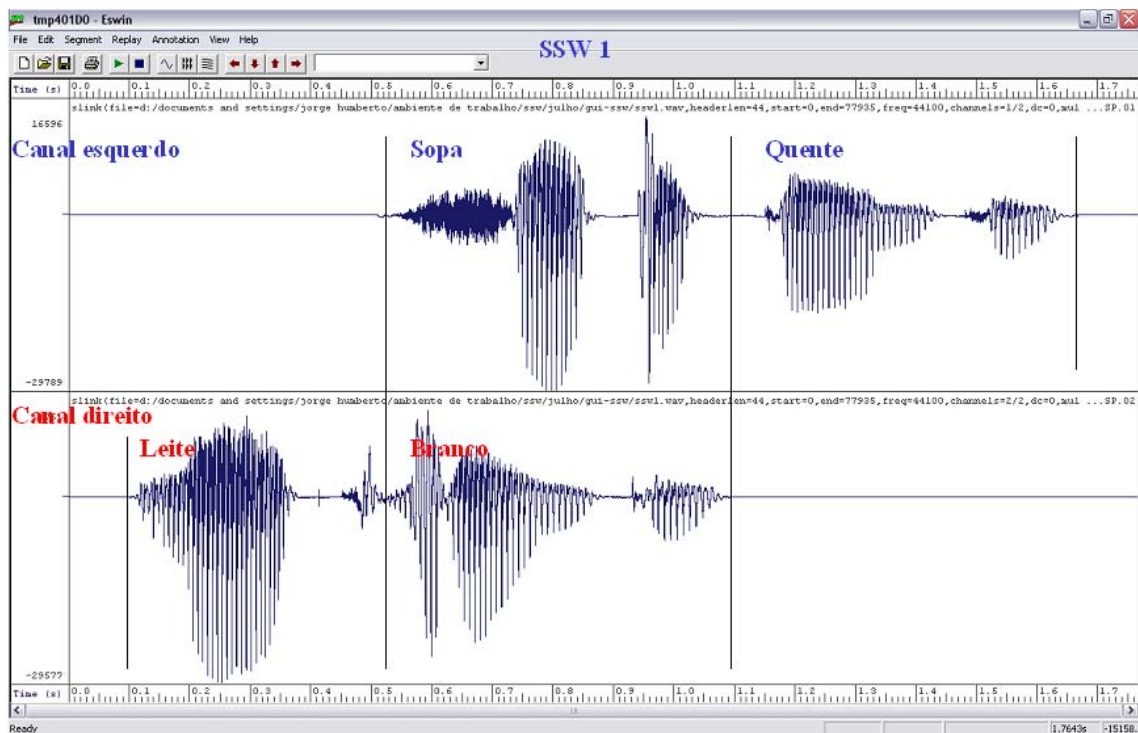 tmp401D0 - Eswin
File Edit Segment Replay Annotation View Help
SSW 1
Time (s) 0.0 0.1 0.2 0.3 0.4 0.5 0.6 0.7 0.8 0.9 1.0 1.1 1.2 1.3 1.4 1.5 1.6 1.7
slink(file=d:/documents and settings/jorge humberto/ambiente de trabalho/ssw/julho/gui-ssw/ssw1.wav,headerlen=44,start=0,end=77935,freq=44100,channels=1/2,dc=0,mul ...SP.01
16596
Canal esquerdo Sopa Quente
-29789
slink(file=d:/documents and settings/jorge humberto/ambiente de trabalho/ssw/julho/gui-ssw/ssw1.wav,headerlen=44,start=0,end=77935,freq=44100,channels=2/2,dc=0,mul ...SP.02
Canal direito
Leite Branco
-29577
Time (s) 0.0 0.1 0.2 0.3 0.4 0.5 0.6 0.7 0.8 0.9 1.0 1.1 1.2 1.3 1.4 1.5 1.6 1.7
Ready 1.7643s -15158.